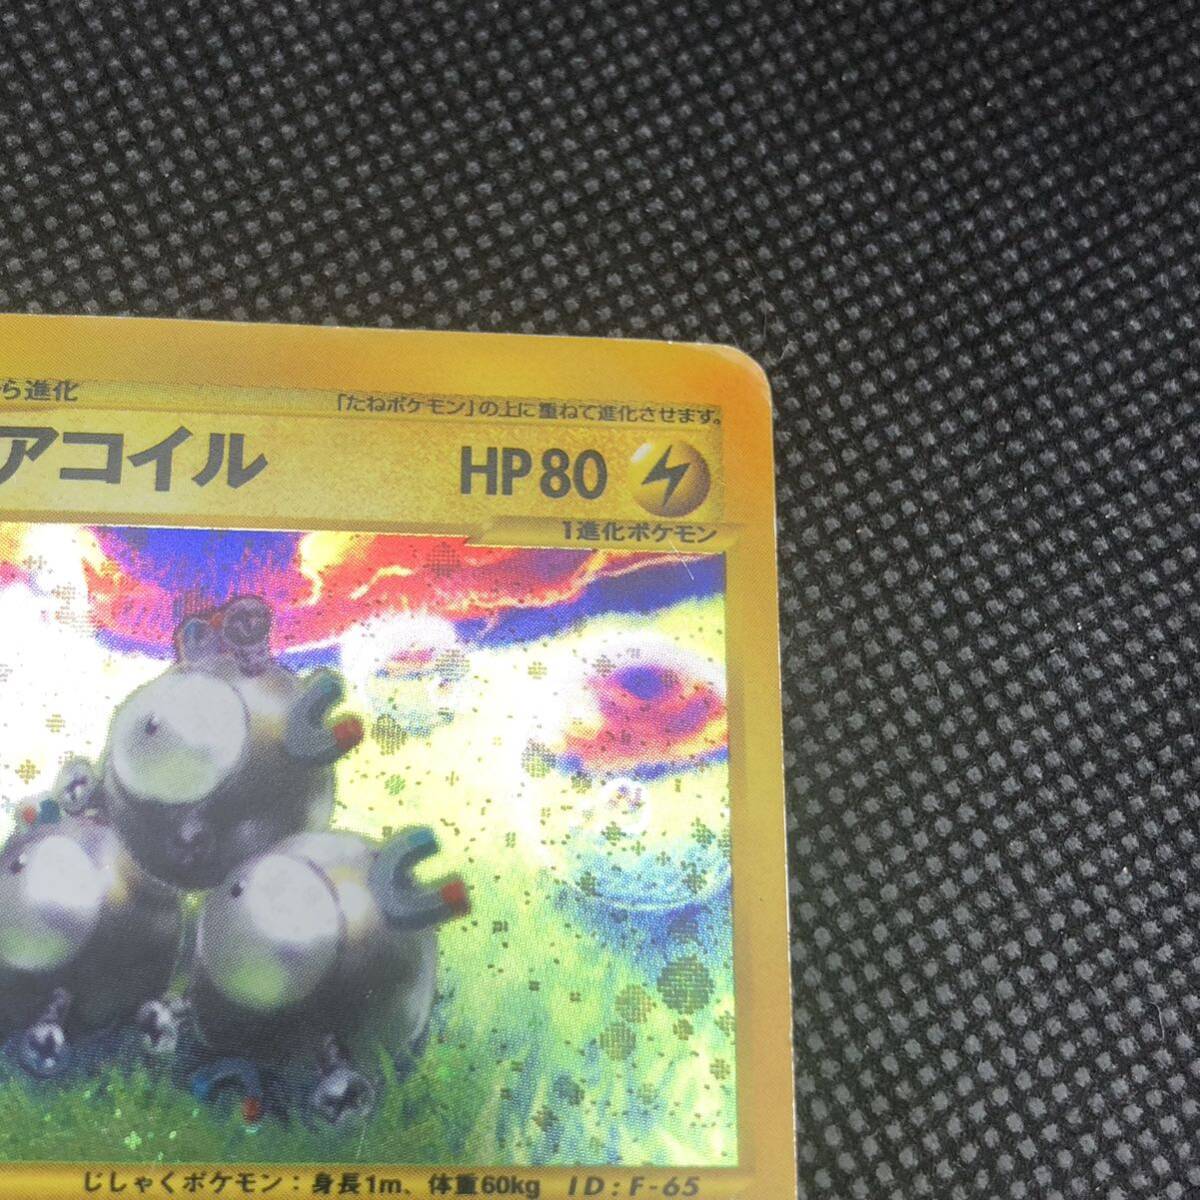 ら進化
「たねポケモン」の上に重ねて進化させます。
アコイル
HP80
1進化ポケモン
じしゃくポケモン：身長1m、体重60kg ID：F-65